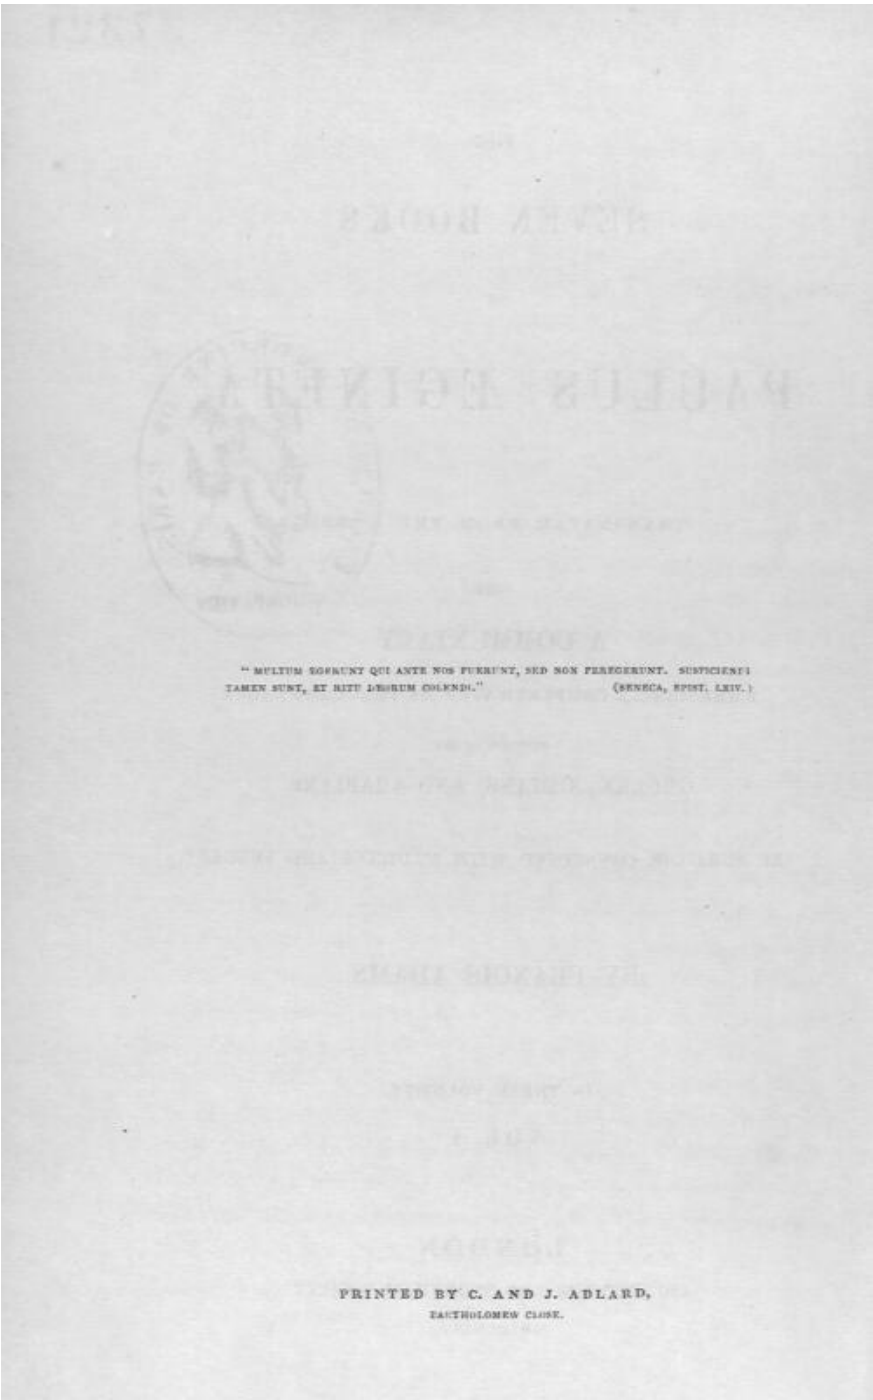 “ MULTUM EGERUNT QUI ANTE NOS FUERUNT, SED NON PEREGERUNT. SUSPICIENDI
TAMEN SUNT, ET RITU DEORUM COLENDI.” (SENECA, EPIST. LXIV.)
PRINTED BY C. AND J. ADLARD,
BARTHOLOMEW CLOSE.